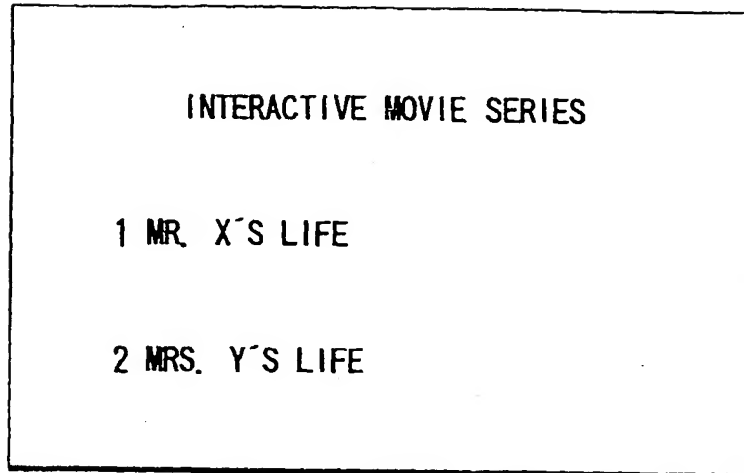 INTERACTIVE MOVIE SERIES
1 MR. X´S LIFE
2 MRS. Y´S LIFE